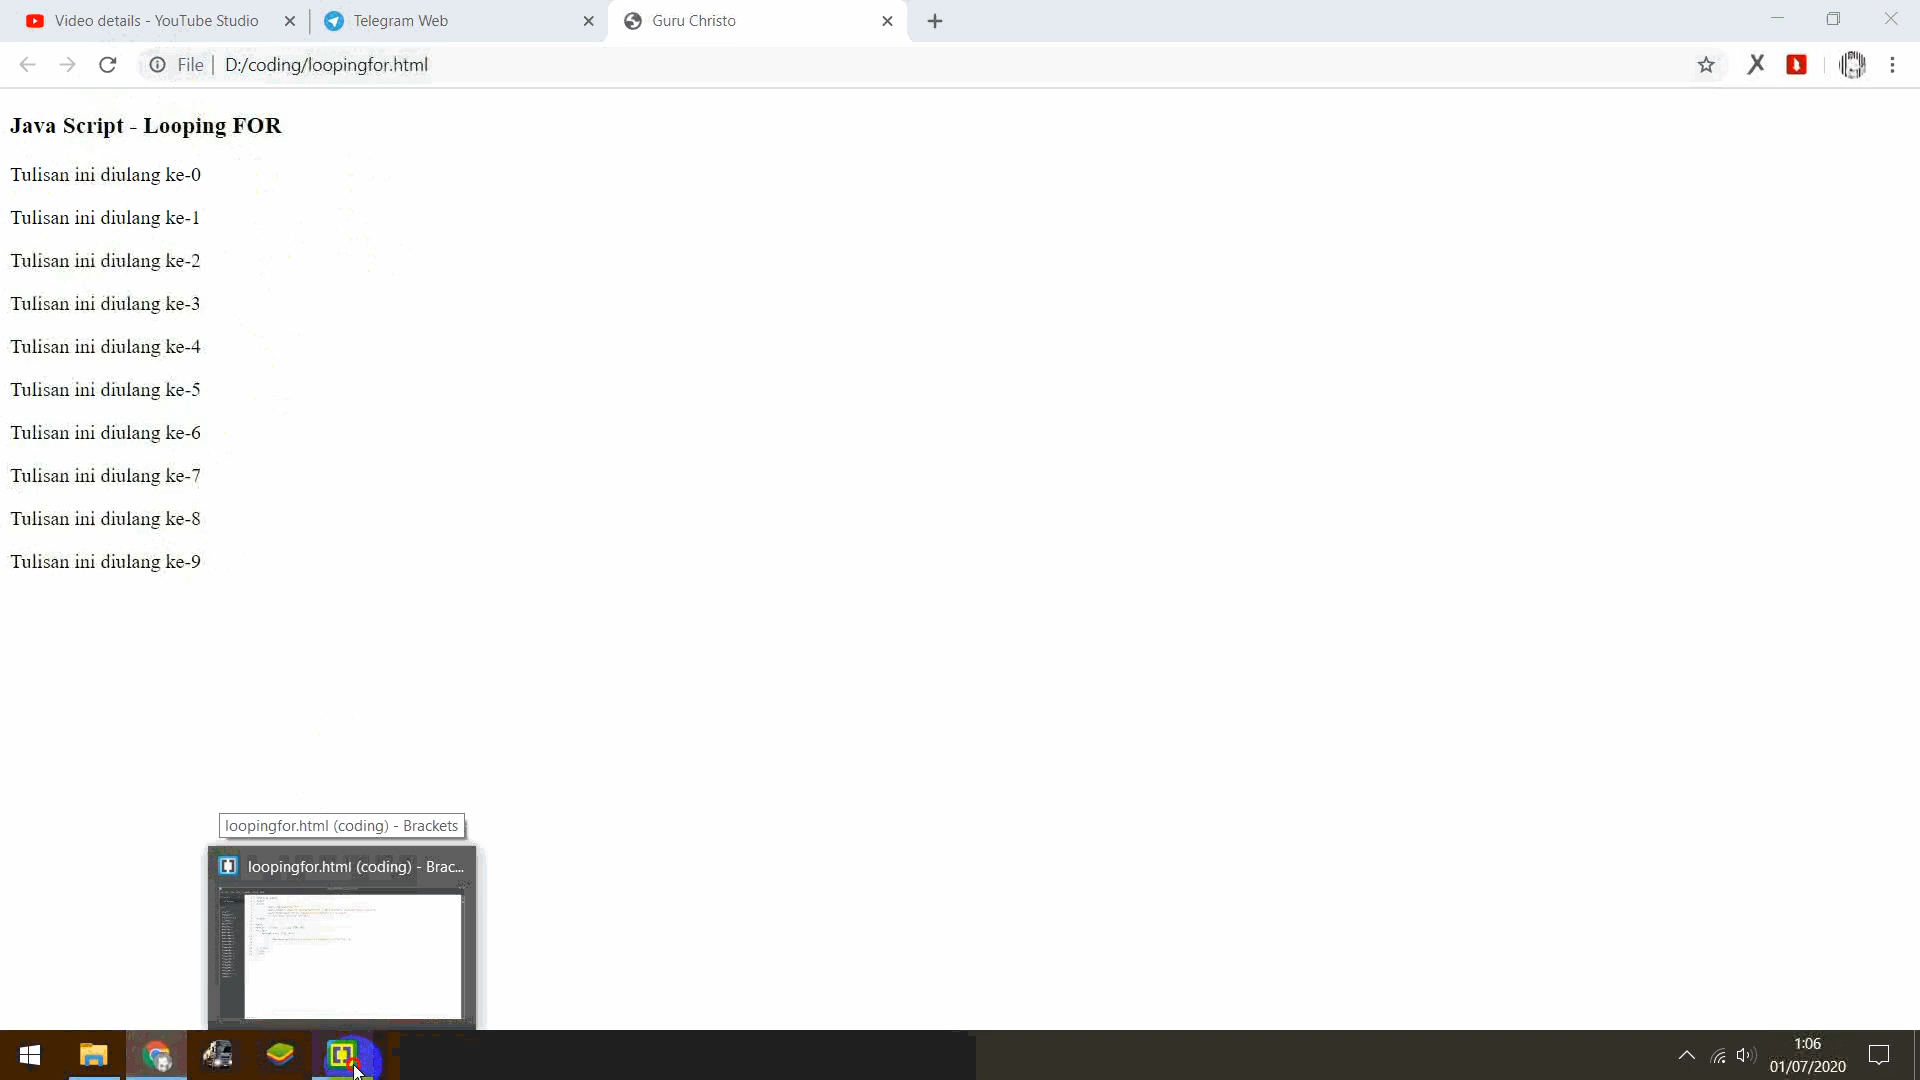 Video details - YouTube Studio
Telegram Web
Guru Christo
File
D:/coding/loopingfor.html
Java Script - Looping FOR
Tulisan ini diulang ke-0
Tulisan ini diulang ke-1
Tulisan ini diulang ke-2
Tulisan ini diulang ke-3
Tulisan ini diulang ke-4
Tulisan ini diulang ke-5
Tulisan ini diulang ke-6
Tulisan ini diulang ke-7
Tulisan ini diulang ke-8
Tulisan ini diulang ke-9
loopingfor.html (coding) - Brackets
loopingfor.html (coding) - Brac...
1:06
01/07/2020